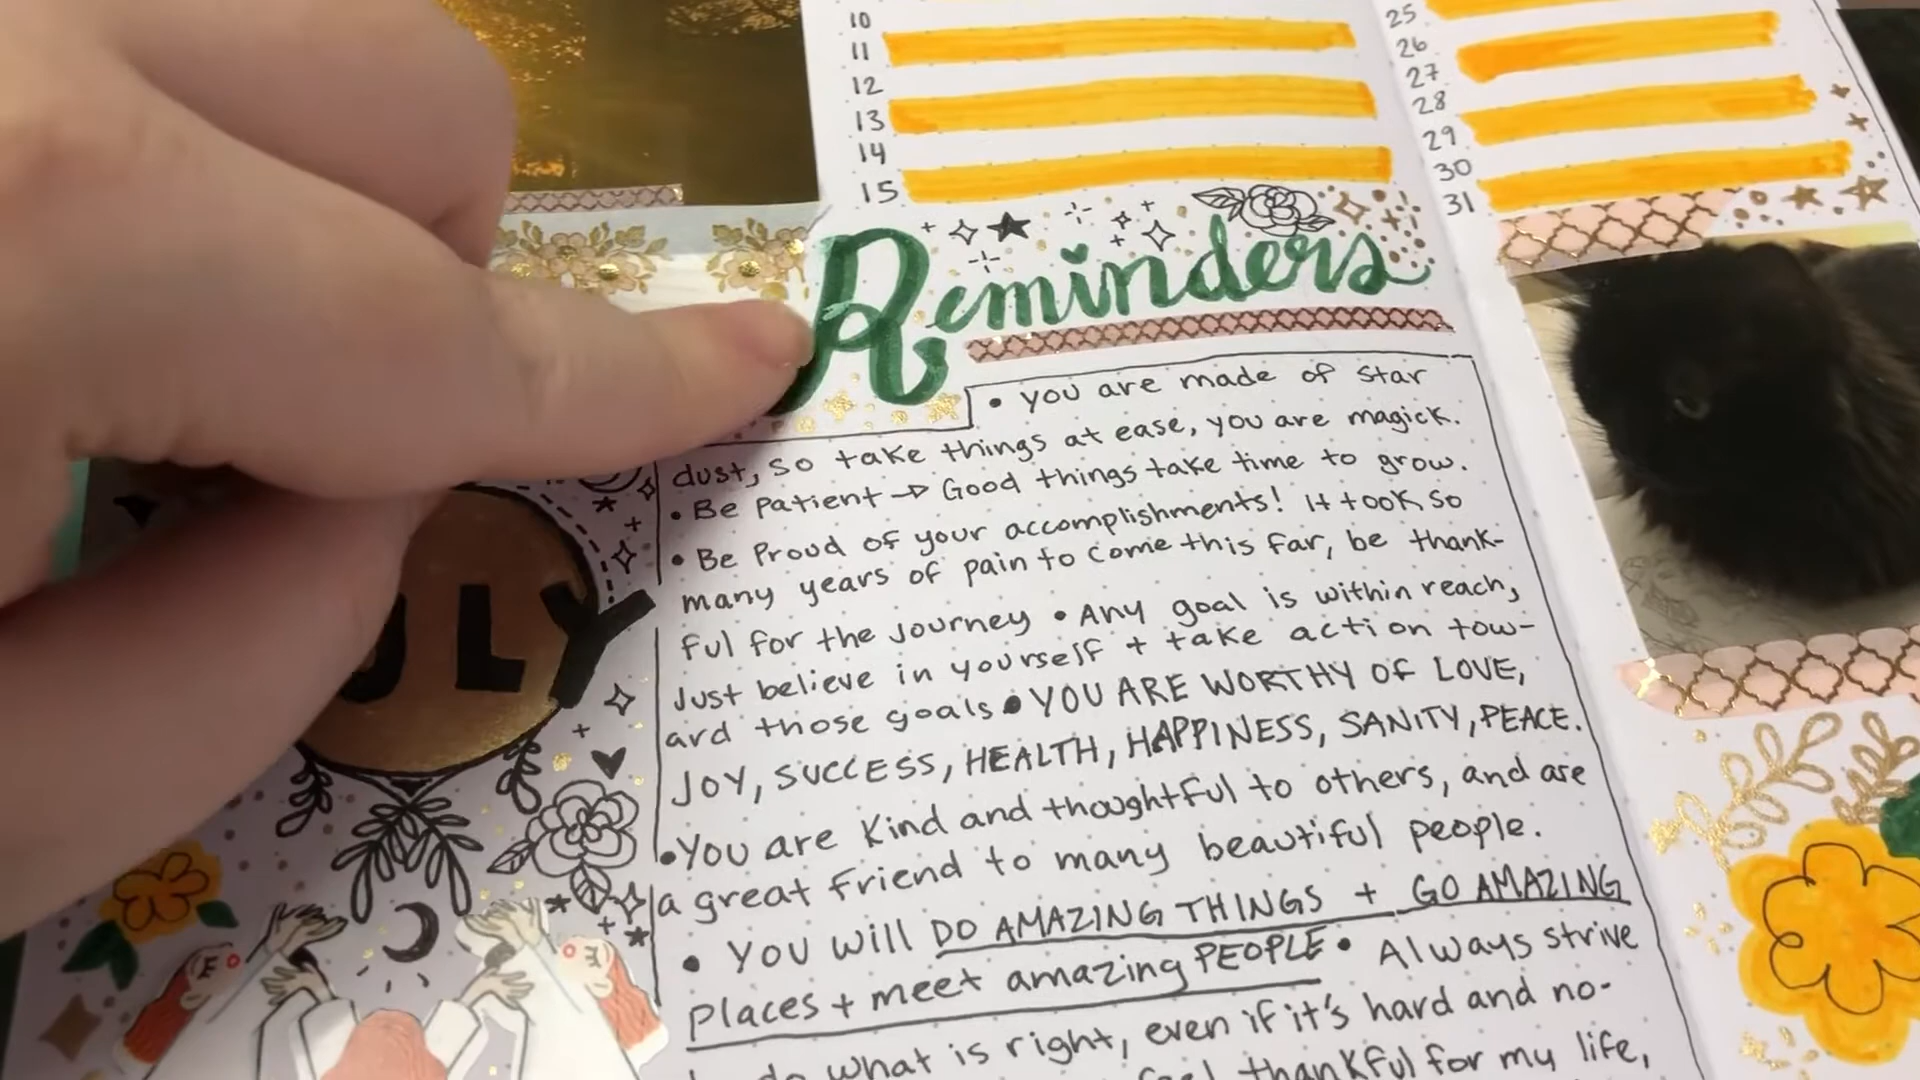 10
11
12
13
14
15
25
26
27
28
29
30
31
Reminders
• you are made of star
dust, so take things at ease, you are magick.
• Be patient → Good things take time to grow.
• Be Proud of your accomplishments! It took so
many years of pain to come this far, be thank-
ful for the journey • Any goal is within reach,
Just believe in yourself + take action tow-
ard those goals • YOU ARE WORTHY OF LOVE,
JOY, SUCCESS, HEALTH, HAPPINESS, SANITY, PEACE.
• You are kind and thoughtful to others, and are
a great friend to many beautiful people.
• You will DO AMAZING THINGS + GO AMAZING
places + meet amazing PEOPLE • Always strive
what is right, even if it's hard and no-
thankful for my life,
ULY